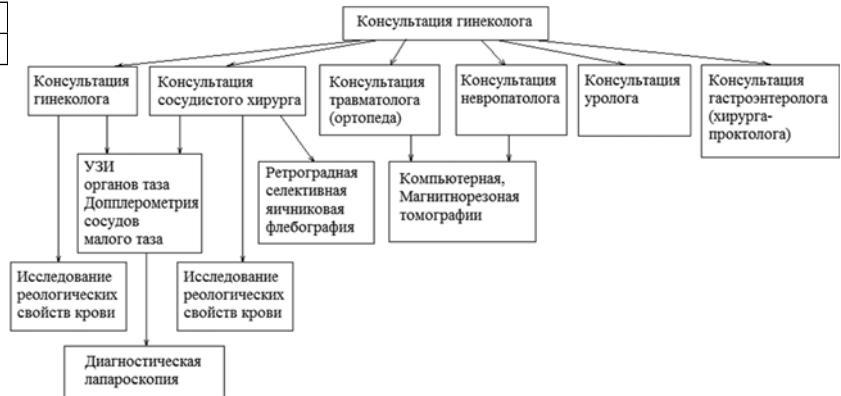 Консультация гинеколога
Консультация
гинеколога
Консультация
сосудистого хирурга
Консультация
травматолога
(ортопеда)
Консультация
невропатолога
Консультация
уролога
Консультация
гастроэнтеролога
(хирурга-
проктолога)
УЗИ
органов таза
Допплерометрия
сосудов
малого таза
Ретроградная
селективная
яичниковая
флебография
Компьютерная,
Магнитнорезоная
томографии
Исследование
реологических
свойств крови
Исследование
реологических
свойств крови
Диагностическая
лапароскопия